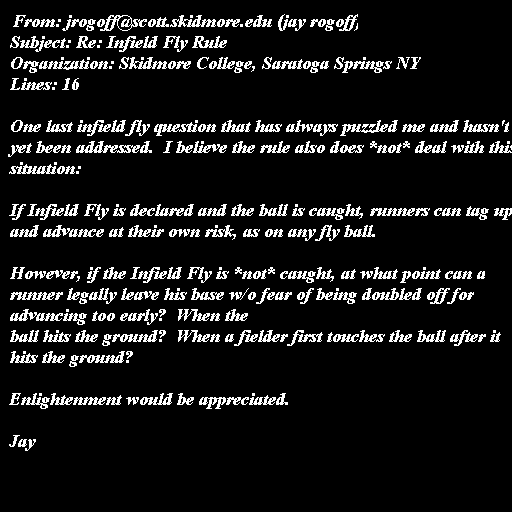 From: jrogoff@scott.skidmore.edu (jay rogoff)
Subject: Re: Infield Fly Rule
Organization: Skidmore College, Saratoga Springs NY
Lines: 16
One last infield fly question that has always puzzled me and hasn't
yet been addressed.  I believe the rule also does *not* deal with this
situation:
If Infield Fly is declared and the ball is caught, runners can tag up
and advance at their own risk, as on any fly ball.
However, if the Infield Fly is *not* caught, at what point can a
runner legally leave his base w/o fear of being doubled off for
advancing too early?  When the
ball hits the ground?  When a fielder first touches the ball after it
hits the ground?
Enlightenment would be appreciated.
Jay